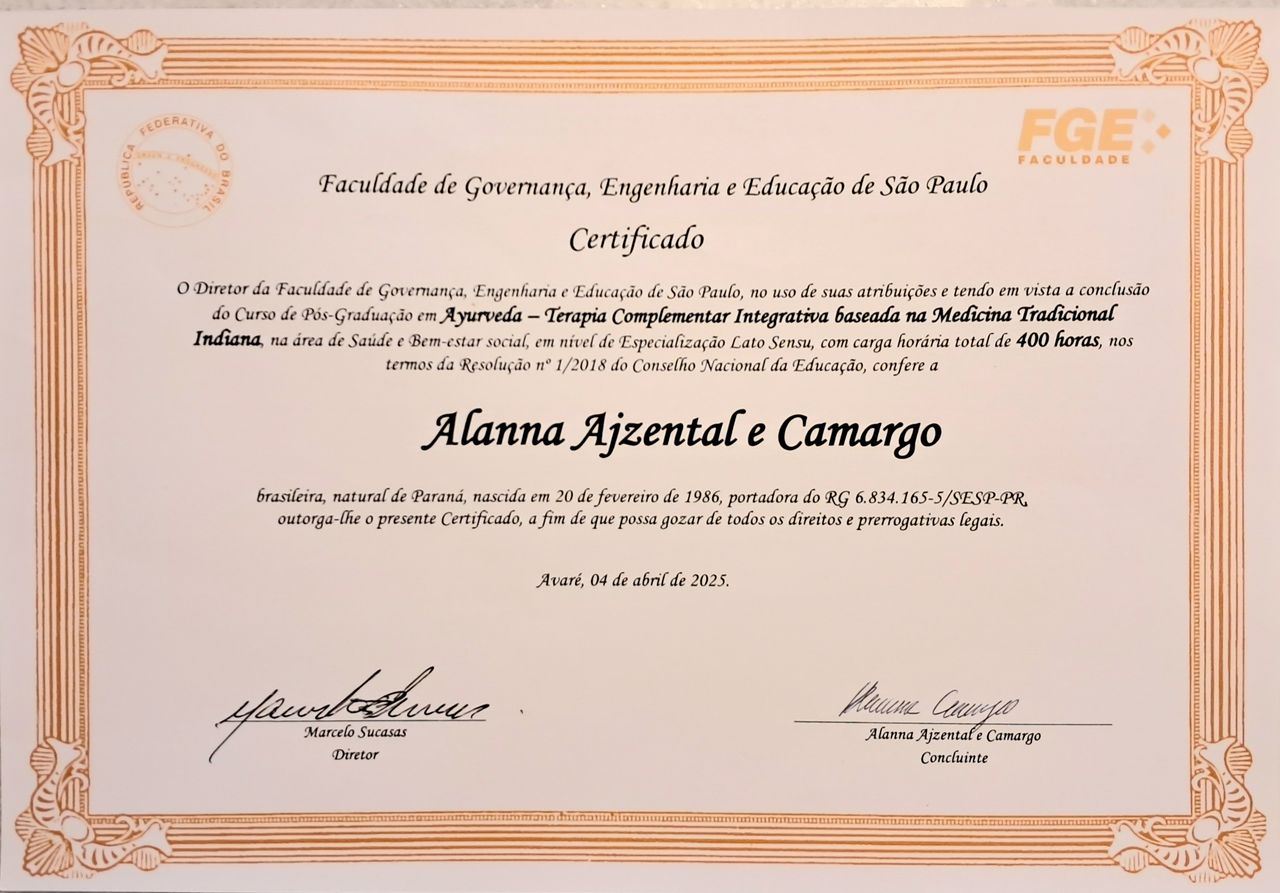 REPÚBLICA FEDERATIVA DO BRASIL
FGE
FACULDADE
Faculdade de Governança, Engenharia e Educação de São Paulo
Certificado
O Diretor da Faculdade de Governança, Engenharia e Educação de São Paulo, no uso de suas atribuições e tendo em vista a conclusão
do Curso de Pós-Graduação em Ayurveda – Terapia Complementar Integrativa baseada na Medicina Tradicional
Indiana, na área de Saúde e Bem-estar social, em nível de Especialização Lato Sensu, com carga horária total de 400 horas, nos
termos da Resolução nº 1/2018 do Conselho Nacional da Educação, confere a
Alanna Ajzental e Camargo
brasileira, natural de Paraná, nascida em 20 de fevereiro de 1986, portadora do RG 6.834.165-5/SESP-PR,
outorga-lhe o presente Certificado, a fim de que possa gozar de todos os direitos e prerrogativas legais.
Avaré, 04 de abril de 2025.
Marcelo Sucasas
Diretor
Alanna Camargo
Alanna Ajzental e Camargo
Concluinte